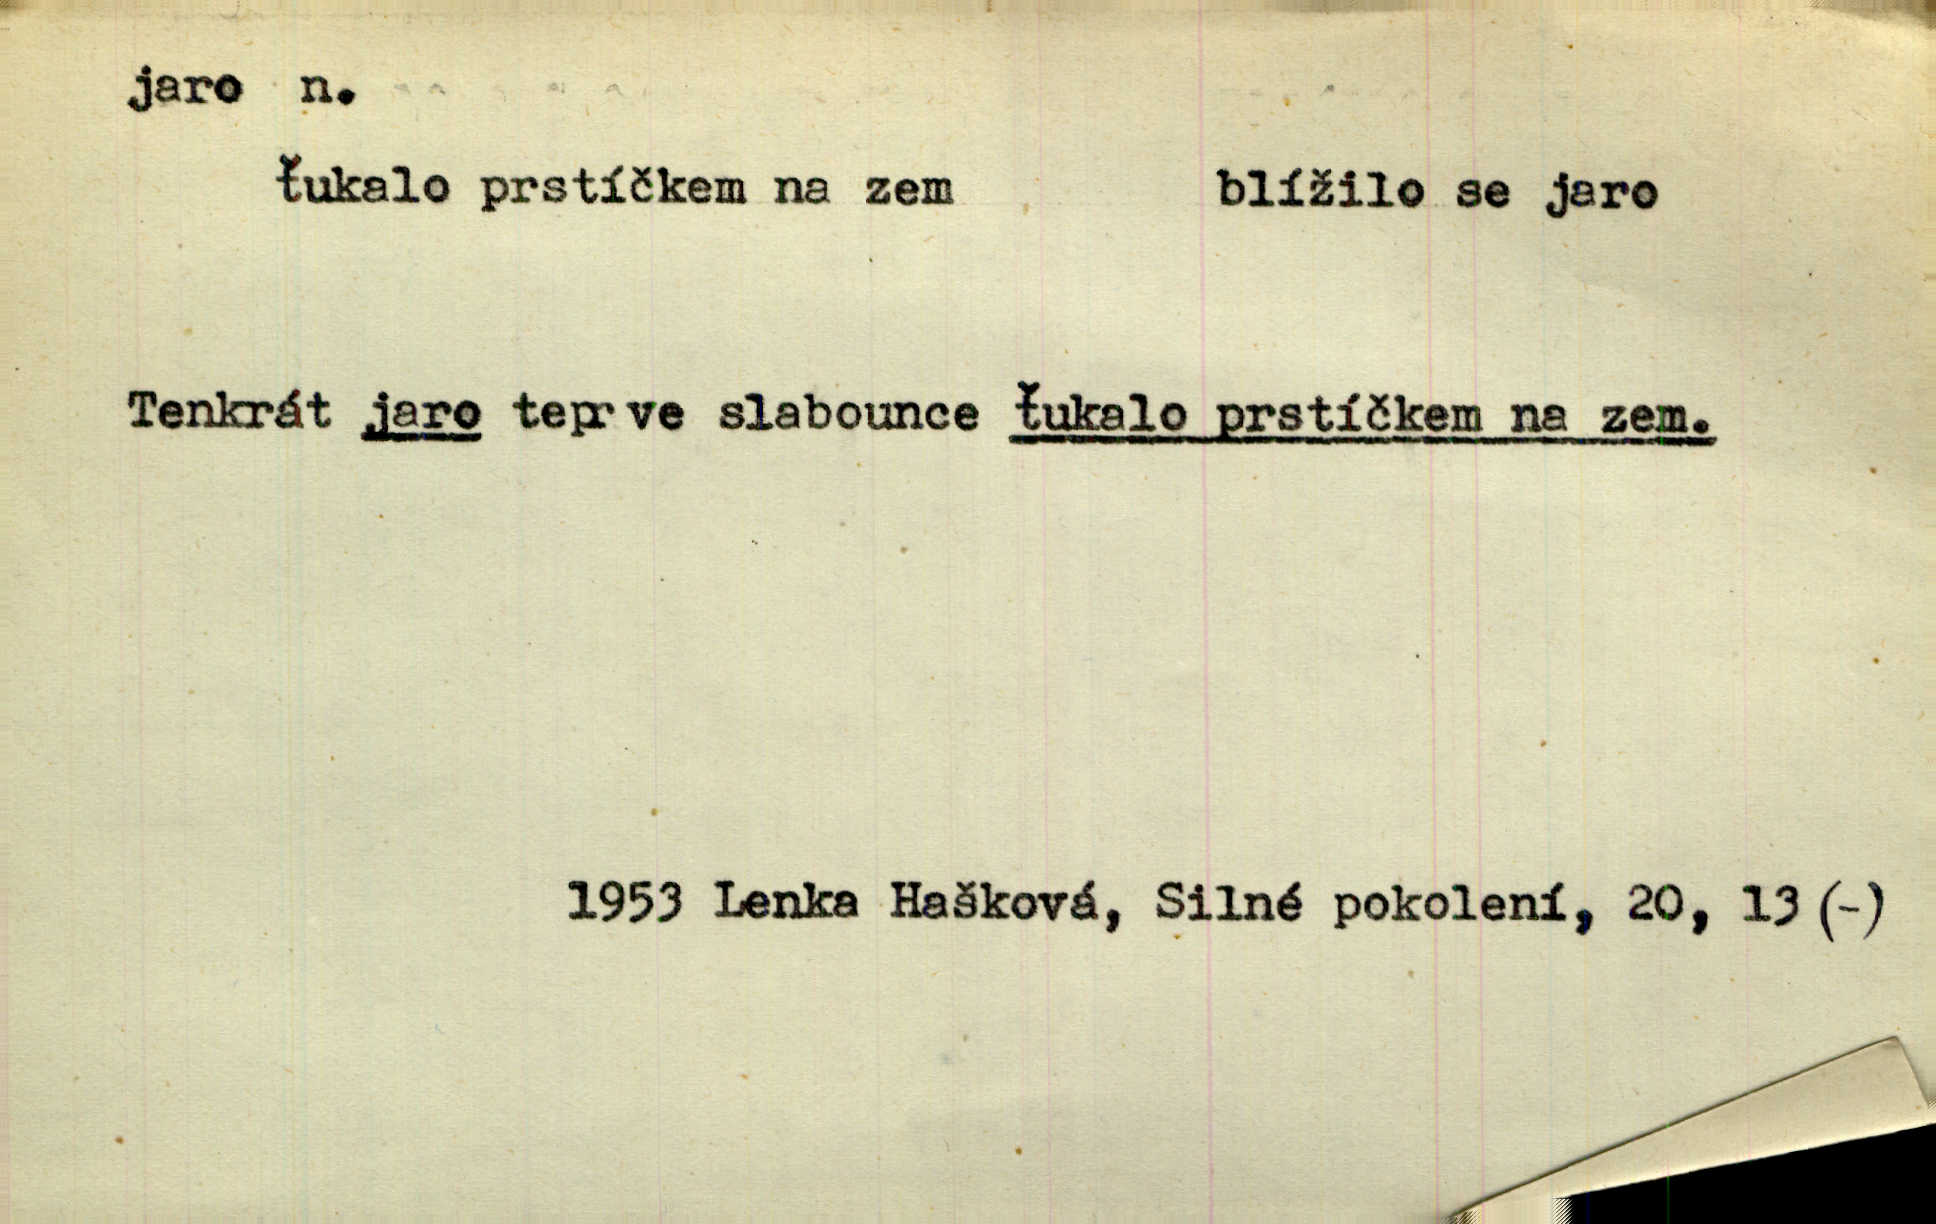 jaro n.
ťukalo prstíčkem na zem blížilo se jaro
Tenkrát jaro teprve slabounce ťukalo prstíčkem na zem.
1953 Lenka Hašková, Silné pokolení, 20, 13 (-)